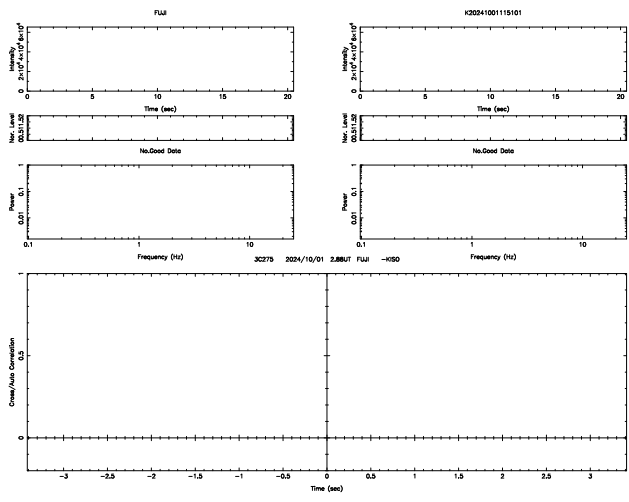 FUJI
K20241001115101
Intensity
0 2×10⁴ 4×10⁴ 6×10⁴
0 5 10 15 20
Time (sec)
Intensity
0 2×10⁴ 4×10⁴ 6×10⁴
0 5 10 15 20
Time (sec)
Nor. Level
00.511.52
Nor. Level
00.511.52
No.Good Data
No.Good Data
Power
0.01 0.1 1
0.1 1 10
Frequency (Hz)
Power
0.01 0.1 1
0.1 1 10
Frequency (Hz)
3C275 2024/10/01 2.88UT FUJI -KISO
Cross/Auto Correlation
0 0.5 1
-3 -2.5 -2 -1.5 -1 -0.5 0 0.5 1 1.5 2 2.5 3
Time (sec)